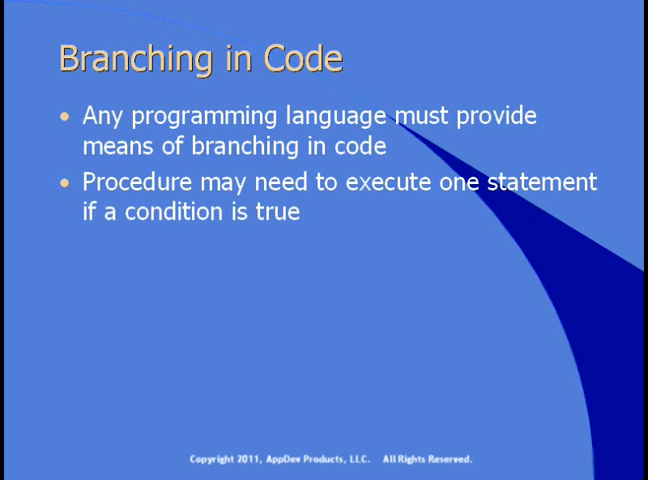 Branching in Code
• Any programming language must provide
means of branching in code
• Procedure may need to execute one statement
if a condition is true
Copyright 2011, AppDev Products, LLC. All Rights Reserved.